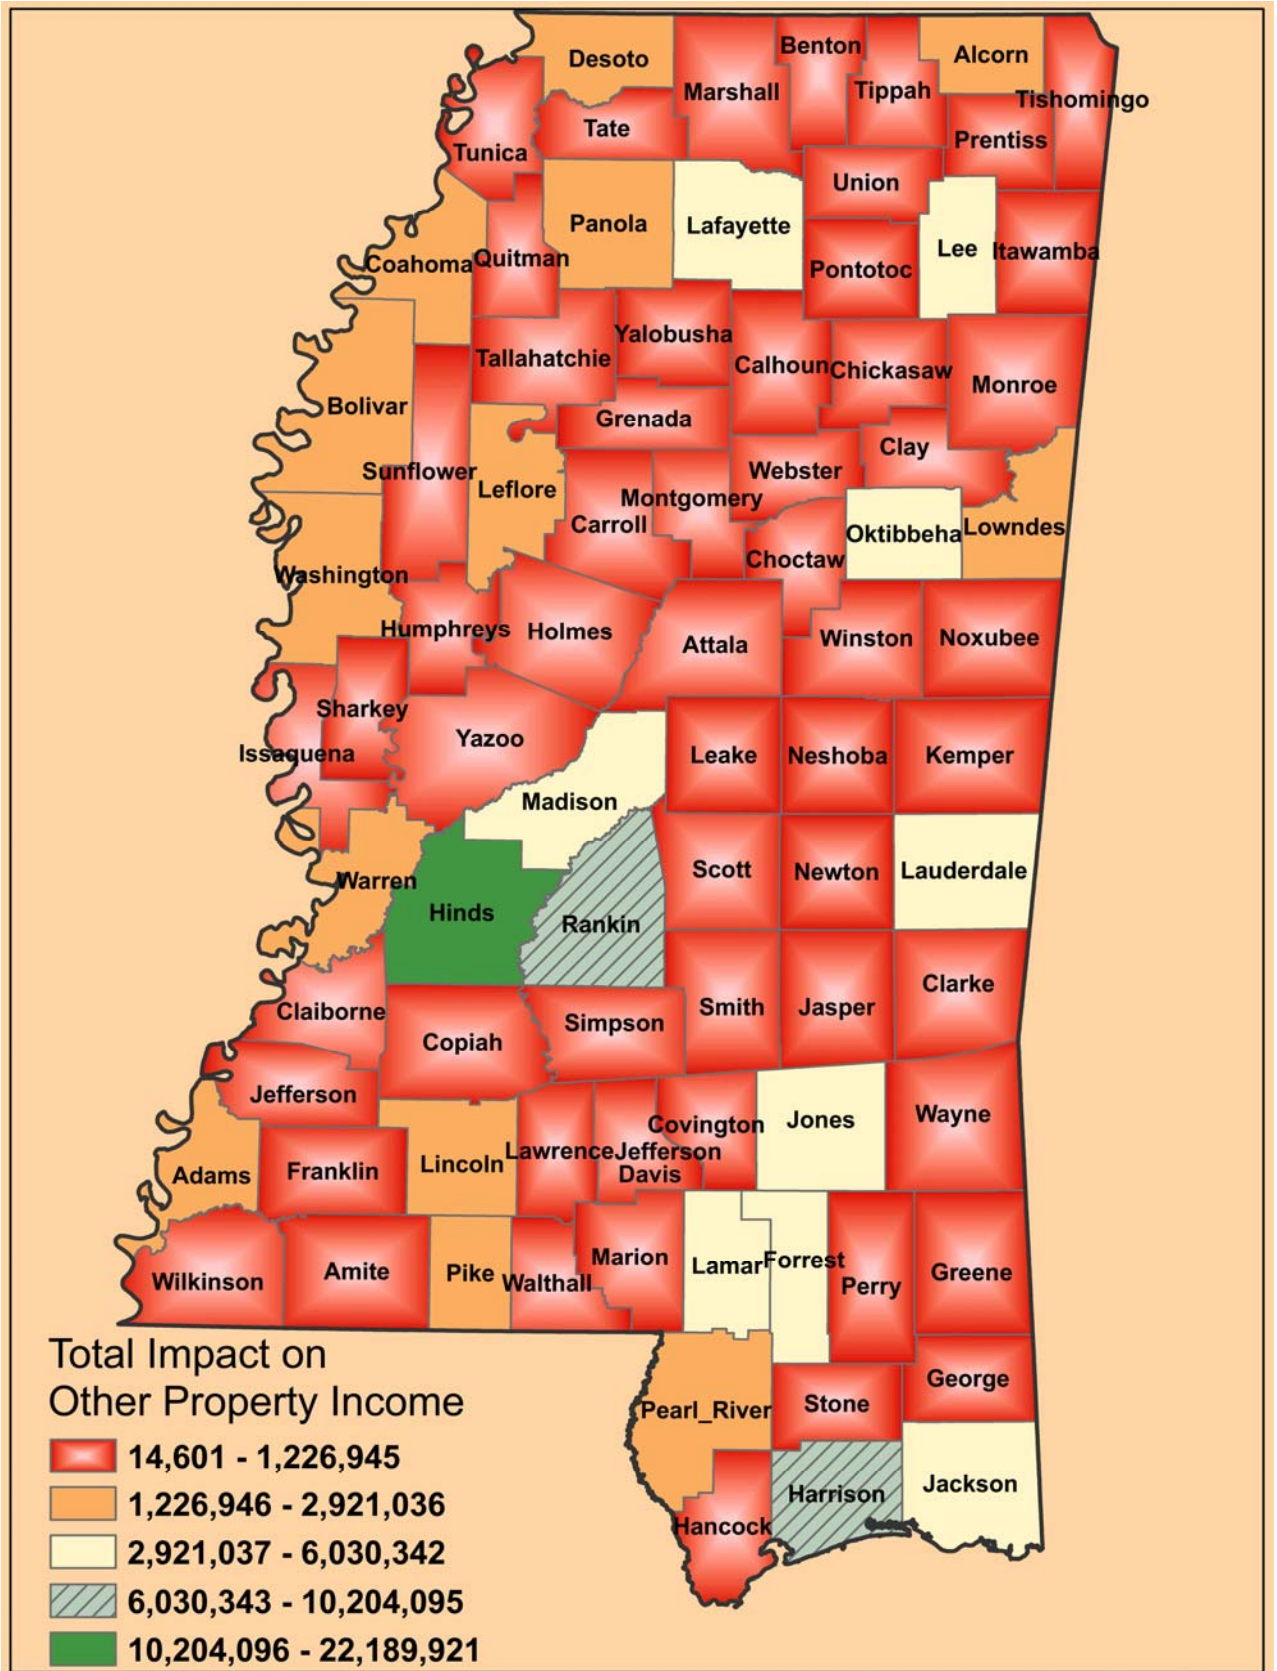 Desoto
Marshall
Benton
Tippah
Alcorn
Tishomingo
Tate
Prentiss
Tunica
Union
Panola
Lafayette
Lee
Itawamba
Coahoma
Quitman
Pontotoc
Yalobusha
Tallahatchie
Calhoun
Chickasaw
Monroe
Bolivar
Grenada
Clay
Sunflower
Leflore
Webster
Montgomery
Carroll
Oktibbeha
Lowndes
Choctaw
Washington
Humphreys
Holmes
Attala
Winston
Noxubee
Sharkey
Issaquena
Yazoo
Leake
Neshoba
Kemper
Madison
Scott
Newton
Lauderdale
Warren
Hinds
Rankin
Clarke
Claiborne
Copiah
Simpson
Smith
Jasper
Jefferson
Covington
Jones
Wayne
Lawrence
Jefferson
Davis
Adams
Franklin
Lincoln
Marion
Lamar
Forrest
Perry
Greene
Wilkinson
Amite
Pike
Walthall
George
Pearl_River
Stone
Harrison
Jackson
Hancock
Total Impact on
Other Property Income
14,601 - 1,226,945
1,226,946 - 2,921,036
2,921,037 - 6,030,342
6,030,343 - 10,204,095
10,204,096 - 22,189,921